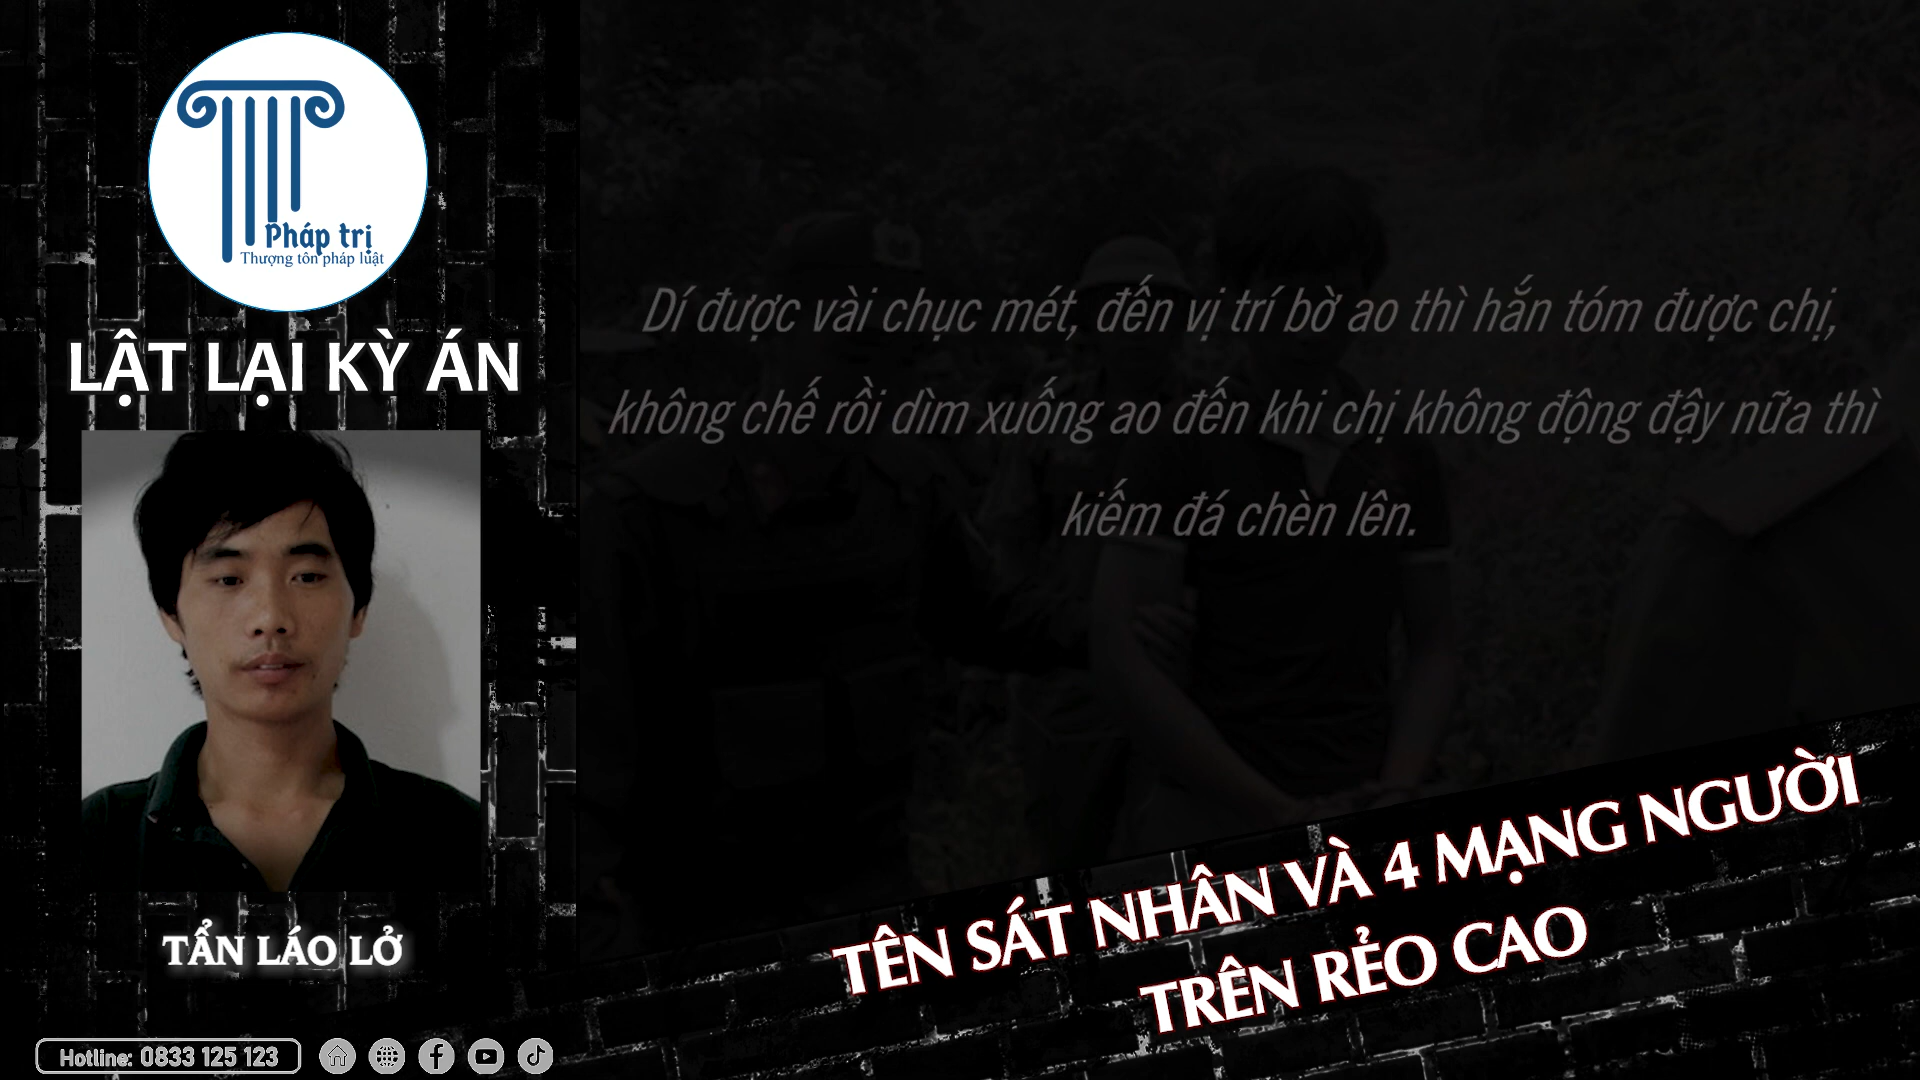 Pháp trị
Thượng tôn pháp luật
LẬT LẠI KỲ ÁN
TẨN LÁO LỞ
Hotline: 0833 125 123
Dí được vài chục mét, đến vị trí bờ ao thì hắn tóm được chị,
không chế rồi dìm xuống ao đến khi chị không động đậy nữa thì
kiếm đá chèn lên.
TÊN SÁT NHÂN VÀ 4 MẠNG NGƯỜI
TRÊN RẺO CAO